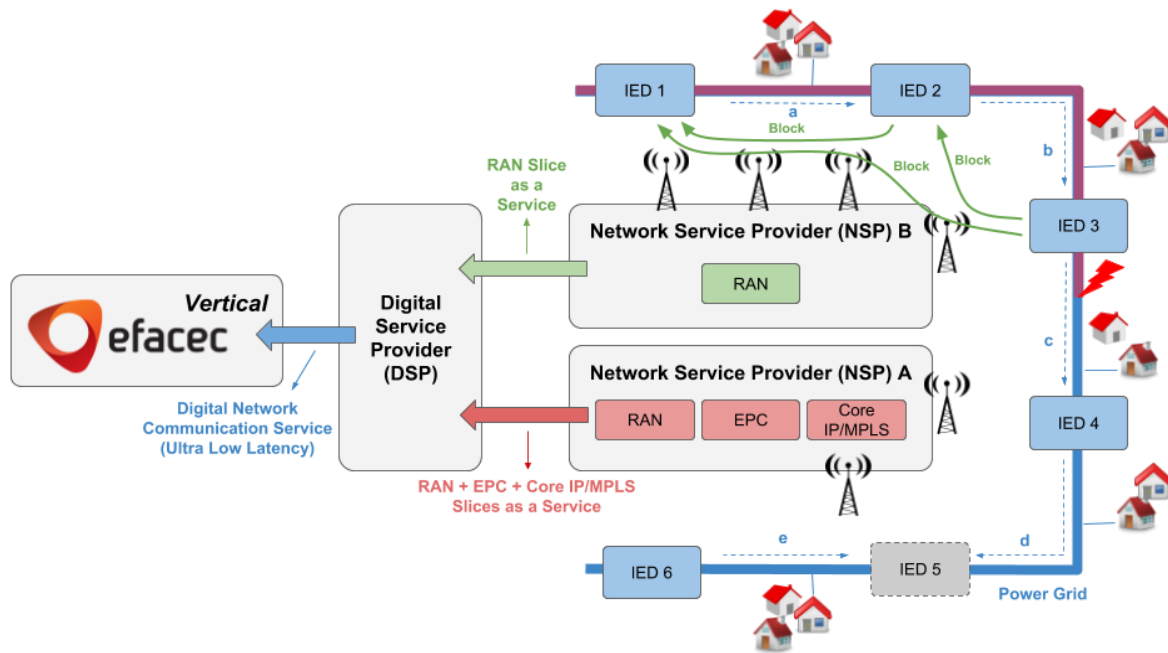 IED 1
IED 2
a
Block
b
Block
Block
RAN Slice
as a
Service
IED 3
Network Service Provider (NSP) B
RAN
Vertical
efacec
Digital
Service
Provider
(DSP)
c
Network Service Provider (NSP) A
RAN
EPC
Core
IP/MPLS
Digital Network
Communication Service
(Ultra Low Latency)
IED 4
RAN + EPC + Core IP/MPLS
Slices as a Service
e
d
IED 6
IED 5
Power Grid